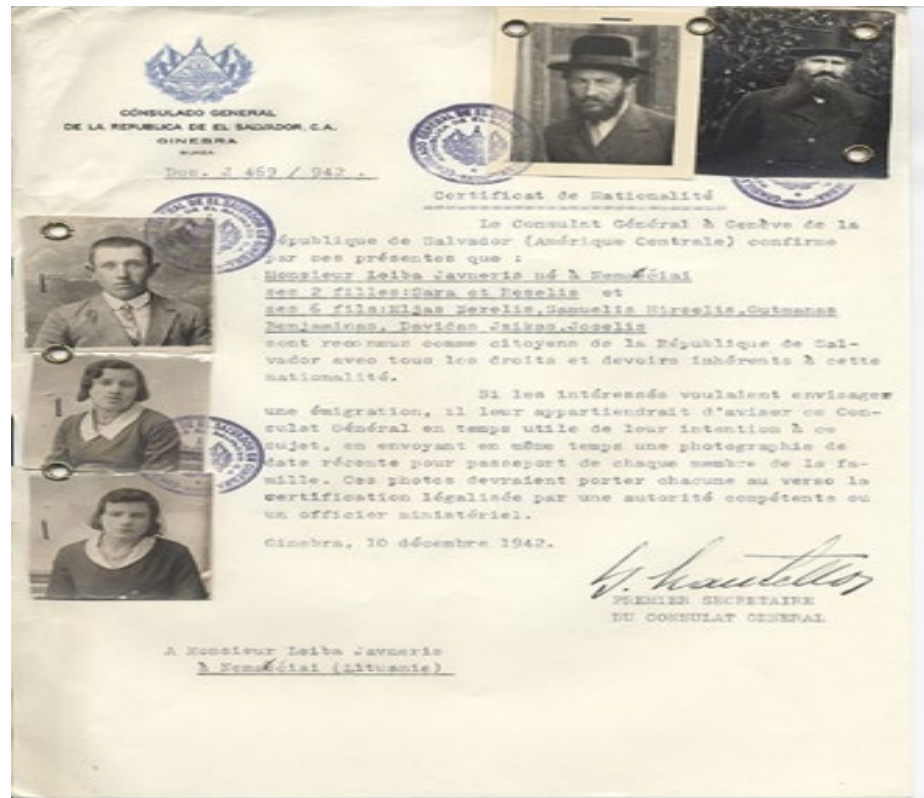 CONSULADO GENERAL
DE LA REPUBLICA DE EL SALVADOR, C.A.
GINEBRA
Doc. J 469 / 942 .
Certificat de Nationalité
Le Consulat Général à Genève de la
République de Salvador (Amérique Centrale) confirme
par ces présentes que :
Monsieur Leiba Javneris né à Nemakčiai
ses 2 filles:Sara et Reselis et
ses 6 fils:Eljas Berelis,Samuelis Hirselis,Gutmanas
Benjaminas, Davidas Jsikas,Joselis
sont reconnus comme citoyens de la République de Sal-
vador avec tous les droits et devoirs inhérents à cette
nationalité.
Si les intéressés voulaient envisager
une émigration, il leur appartiendrait d'aviser ce Con-
sulat Général en temps utile de leur intention à ce
sujet, en envoyant en même temps une photographie de
date récente pour passeport de chaque membre de la fa-
mille. Ces photos devraient porter chacune au verso la
certification légalisée par une autorité compétente ou
un officier ministériel.
Ginebra, 10 décembre 1942.
PREMIER SECRETAIRE
DU CONSULAT GENERAL
A Monsieur Leiba Javneris
à (Lituanie)